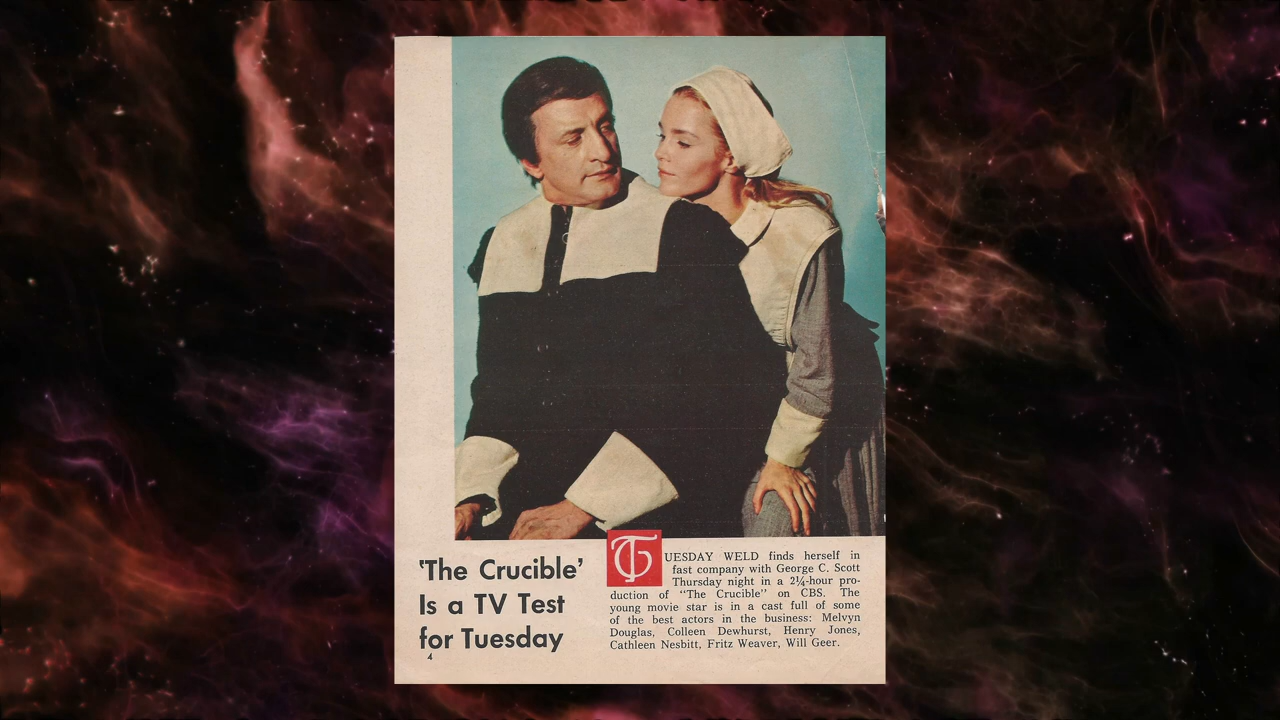 'The Crucible'
Is a TV Test
for Tuesday
4
TUESDAY WELD finds herself in
fast company with George C. Scott
Thursday night in a 2¼-hour pro-
duction of "The Crucible" on CBS. The
young movie star is in a cast full of some
of the best actors in the business: Melvyn
Douglas, Colleen Dewhurst, Henry Jones,
Cathleen Nesbitt, Fritz Weaver, Will Geer.